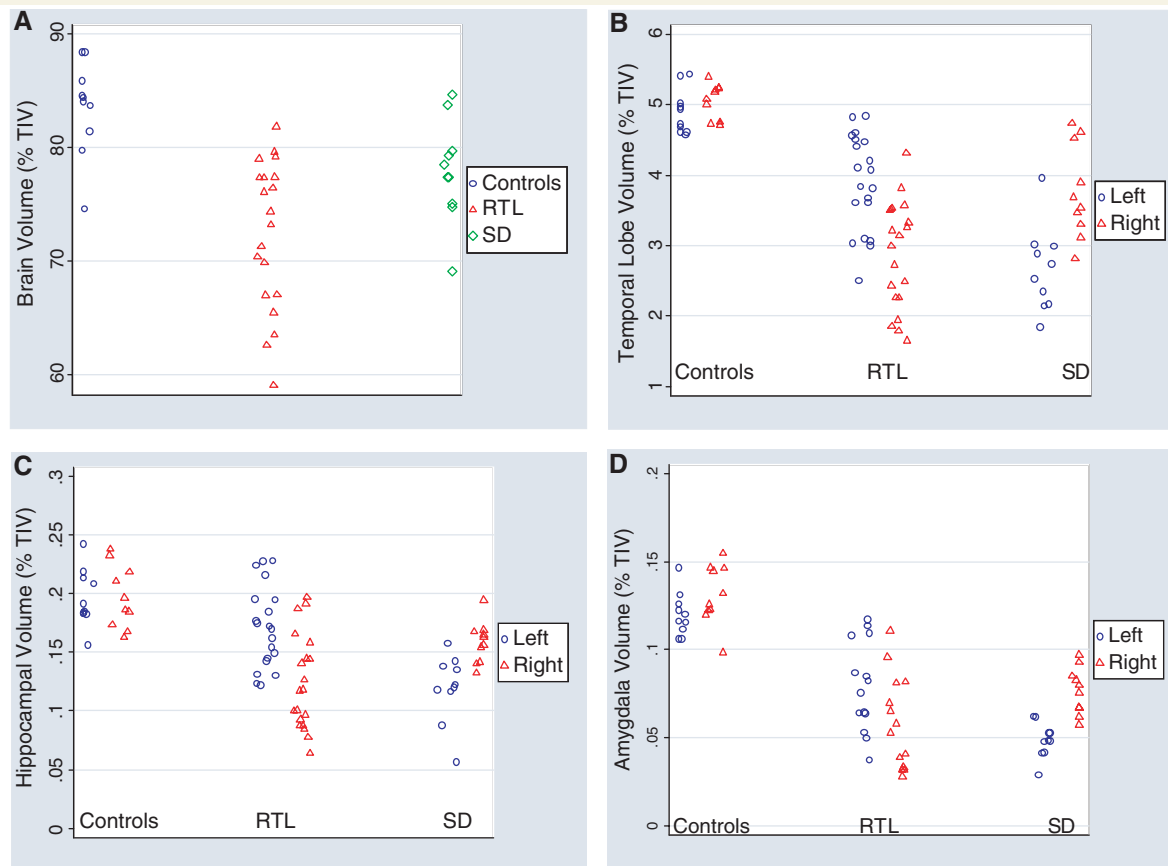 A
90
80
70
60
Brain Volume (% TIV)
Controls
RTL
SD
B
6
5
4
3
2
1
Temporal Lobe Volume (% TIV)
Controls
RTL
SD
Left
Right
C
.3
.25
.2
.15
.1
.05
0
Hippocampal Volume (% TIV)
Controls
RTL
SD
Left
Right
D
.2
.15
.1
.05
0
Amygdala Volume (% TIV)
Controls
RTL
SD
Left
Right